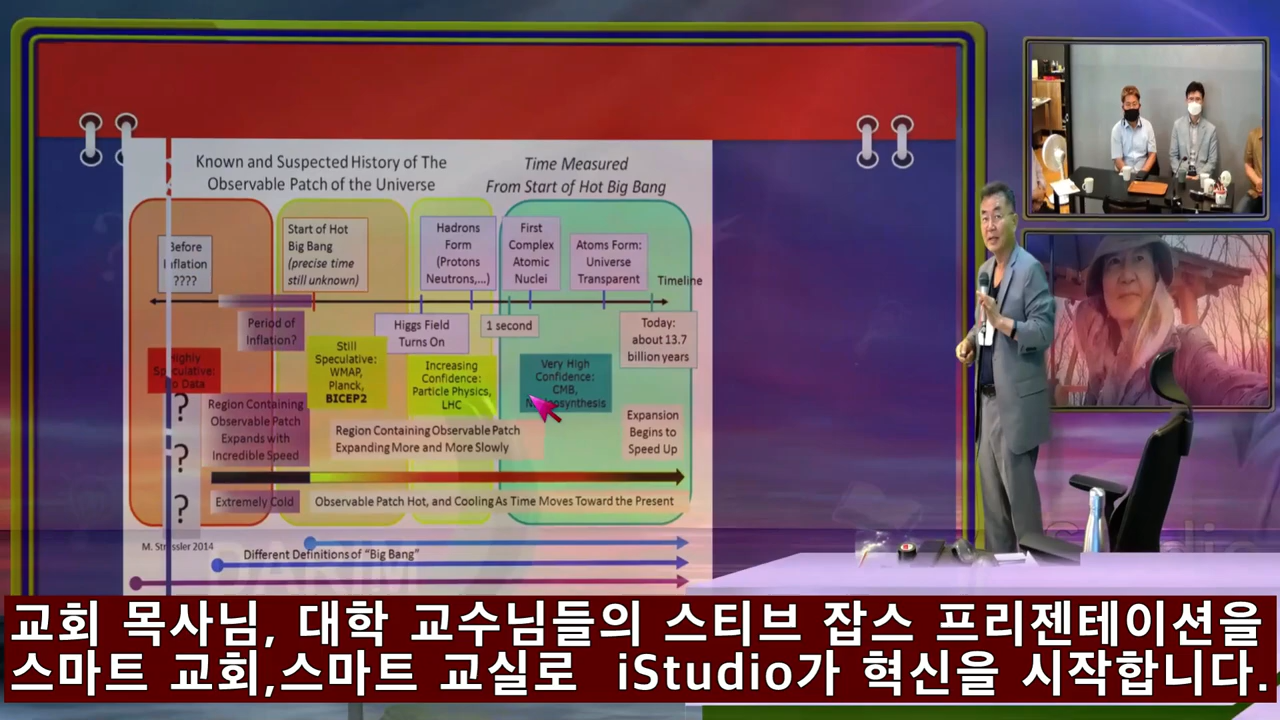 Known and Suspected History of The
Observable Patch of the Universe
Time Measured
From Start of Hot Big Bang
Before
Inflation
????
Start of Hot
Big Bang
(precise time
still unknown)
Hadrons
Form
(Protons
Neutrons,...)
First
Complex
Atomic
Nuclei
Atoms Form:
Universe
Transparent
Timeline
Period of
Inflation?
Higgs Field
Turns On
1 second
Today:
about 13.7
billion years
Highly
Speculative:
No Data
Still
Speculative:
WMAP,
Planck,
BICEP2
Increasing
Confidence:
Particle Physics,
LHC
Very High
Confidence:
CMB,
Nucleosynthesis
?
?
?
Region Containing
Observable Patch
Expands with
Incredible Speed
Region Containing Observable Patch
Expanding More and More Slowly
Expansion
Begins to
Speed Up
Extremely Cold
Observable Patch Hot, and Cooling As Time Moves Toward the Present
M. Strassler 2014
Different Definitions of “Big Bang”
DARIM
교회 목사님, 대학 교수님들의 스티브 잡스 프리젠테이션을
스마트 교회,스마트 교실로 iStudio가 혁신을 시작합니다.